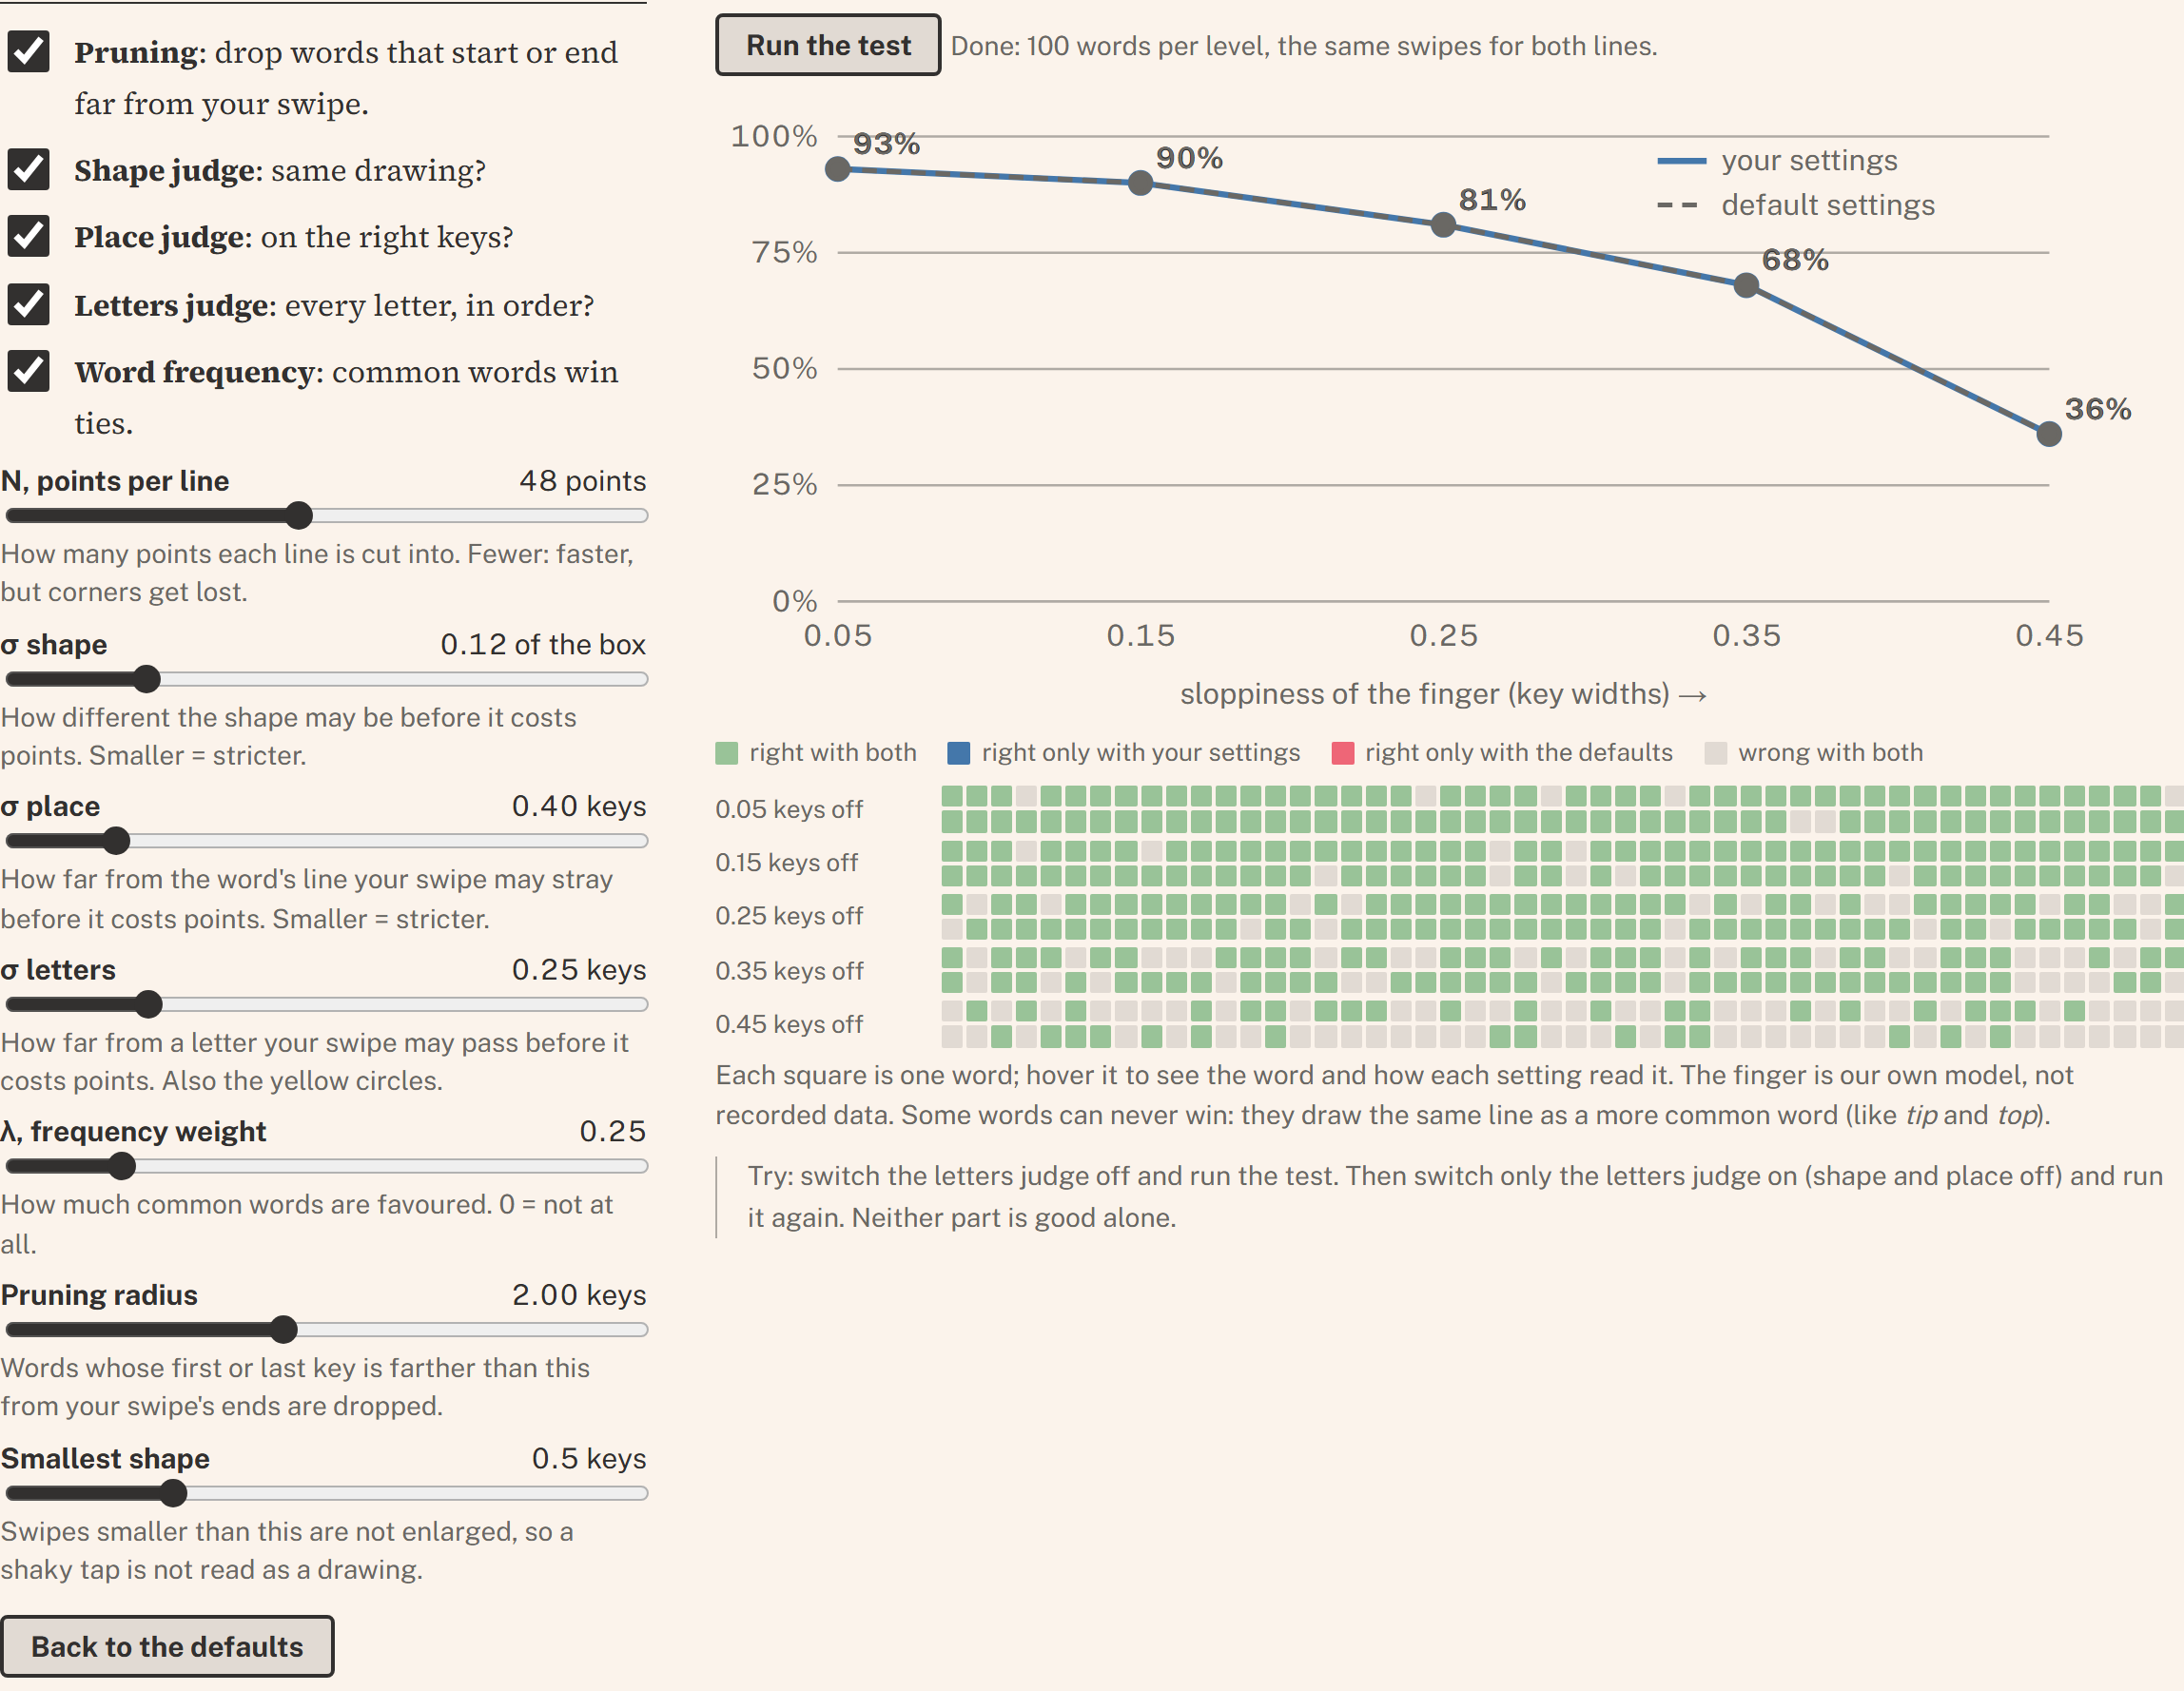 Pruning: drop words that start or end
far from your swipe.
Shape judge: same drawing?
Place judge: on the right keys?
Letters judge: every letter, in order?
Word frequency: common words win
ties.
N, points per line 48 points
How many points each line is cut into. Fewer: faster,
but corners get lost.
σ shape 0.12 of the box
How different the shape may be before it costs
points. Smaller = stricter.
σ place 0.40 keys
How far from the word's line your swipe may stray
before it costs points. Smaller = stricter.
σ letters 0.25 keys
How far from a letter your swipe may pass before it
costs points. Also the yellow circles.
λ, frequency weight 0.25
How much common words are favoured. 0 = not at
all.
Pruning radius 2.00 keys
Words whose first or last key is farther than this
from your swipe's ends are dropped.
Smallest shape 0.5 keys
Swipes smaller than this are not enlarged, so a
shaky tap is not read as a drawing.
Back to the defaults
Run the test Done: 100 words per level, the same swipes for both lines.
100%
93%
90%
81%
68%
36%
your settings
default settings
75%
50%
25%
0%
0.05 0.15 0.25 0.35 0.45
sloppiness of the finger (key widths) →
right with both right only with your settings right only with the defaults wrong with both
0.05 keys off
0.15 keys off
0.25 keys off
0.35 keys off
0.45 keys off
Each square is one word; hover it to see the word and how each setting read it. The finger is our own model, not
recorded data. Some words can never win: they draw the same line as a more common word (like tip and top).
Try: switch the letters judge off and run the test. Then switch only the letters judge on (shape and place off) and run
it again. Neither part is good alone.